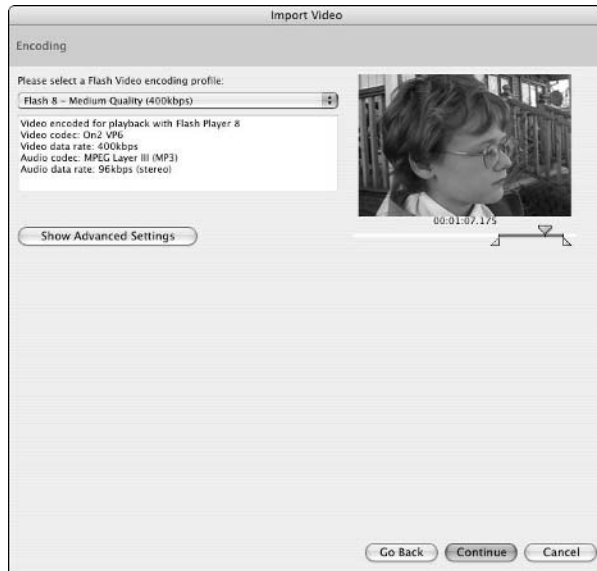 Import Video
Encoding
Please select a Flash Video encoding profile:
Flash 8 – Medium Quality (400kbps)
Video encoded for playback with Flash Player 8
Video codec: On2 VP6
Video data rate: 400kbps
Audio codec: MPEG Layer III (MP3)
Audio data rate: 96kbps (stereo)
00:01:07.175
Show Advanced Settings
Go Back
Continue
Cancel